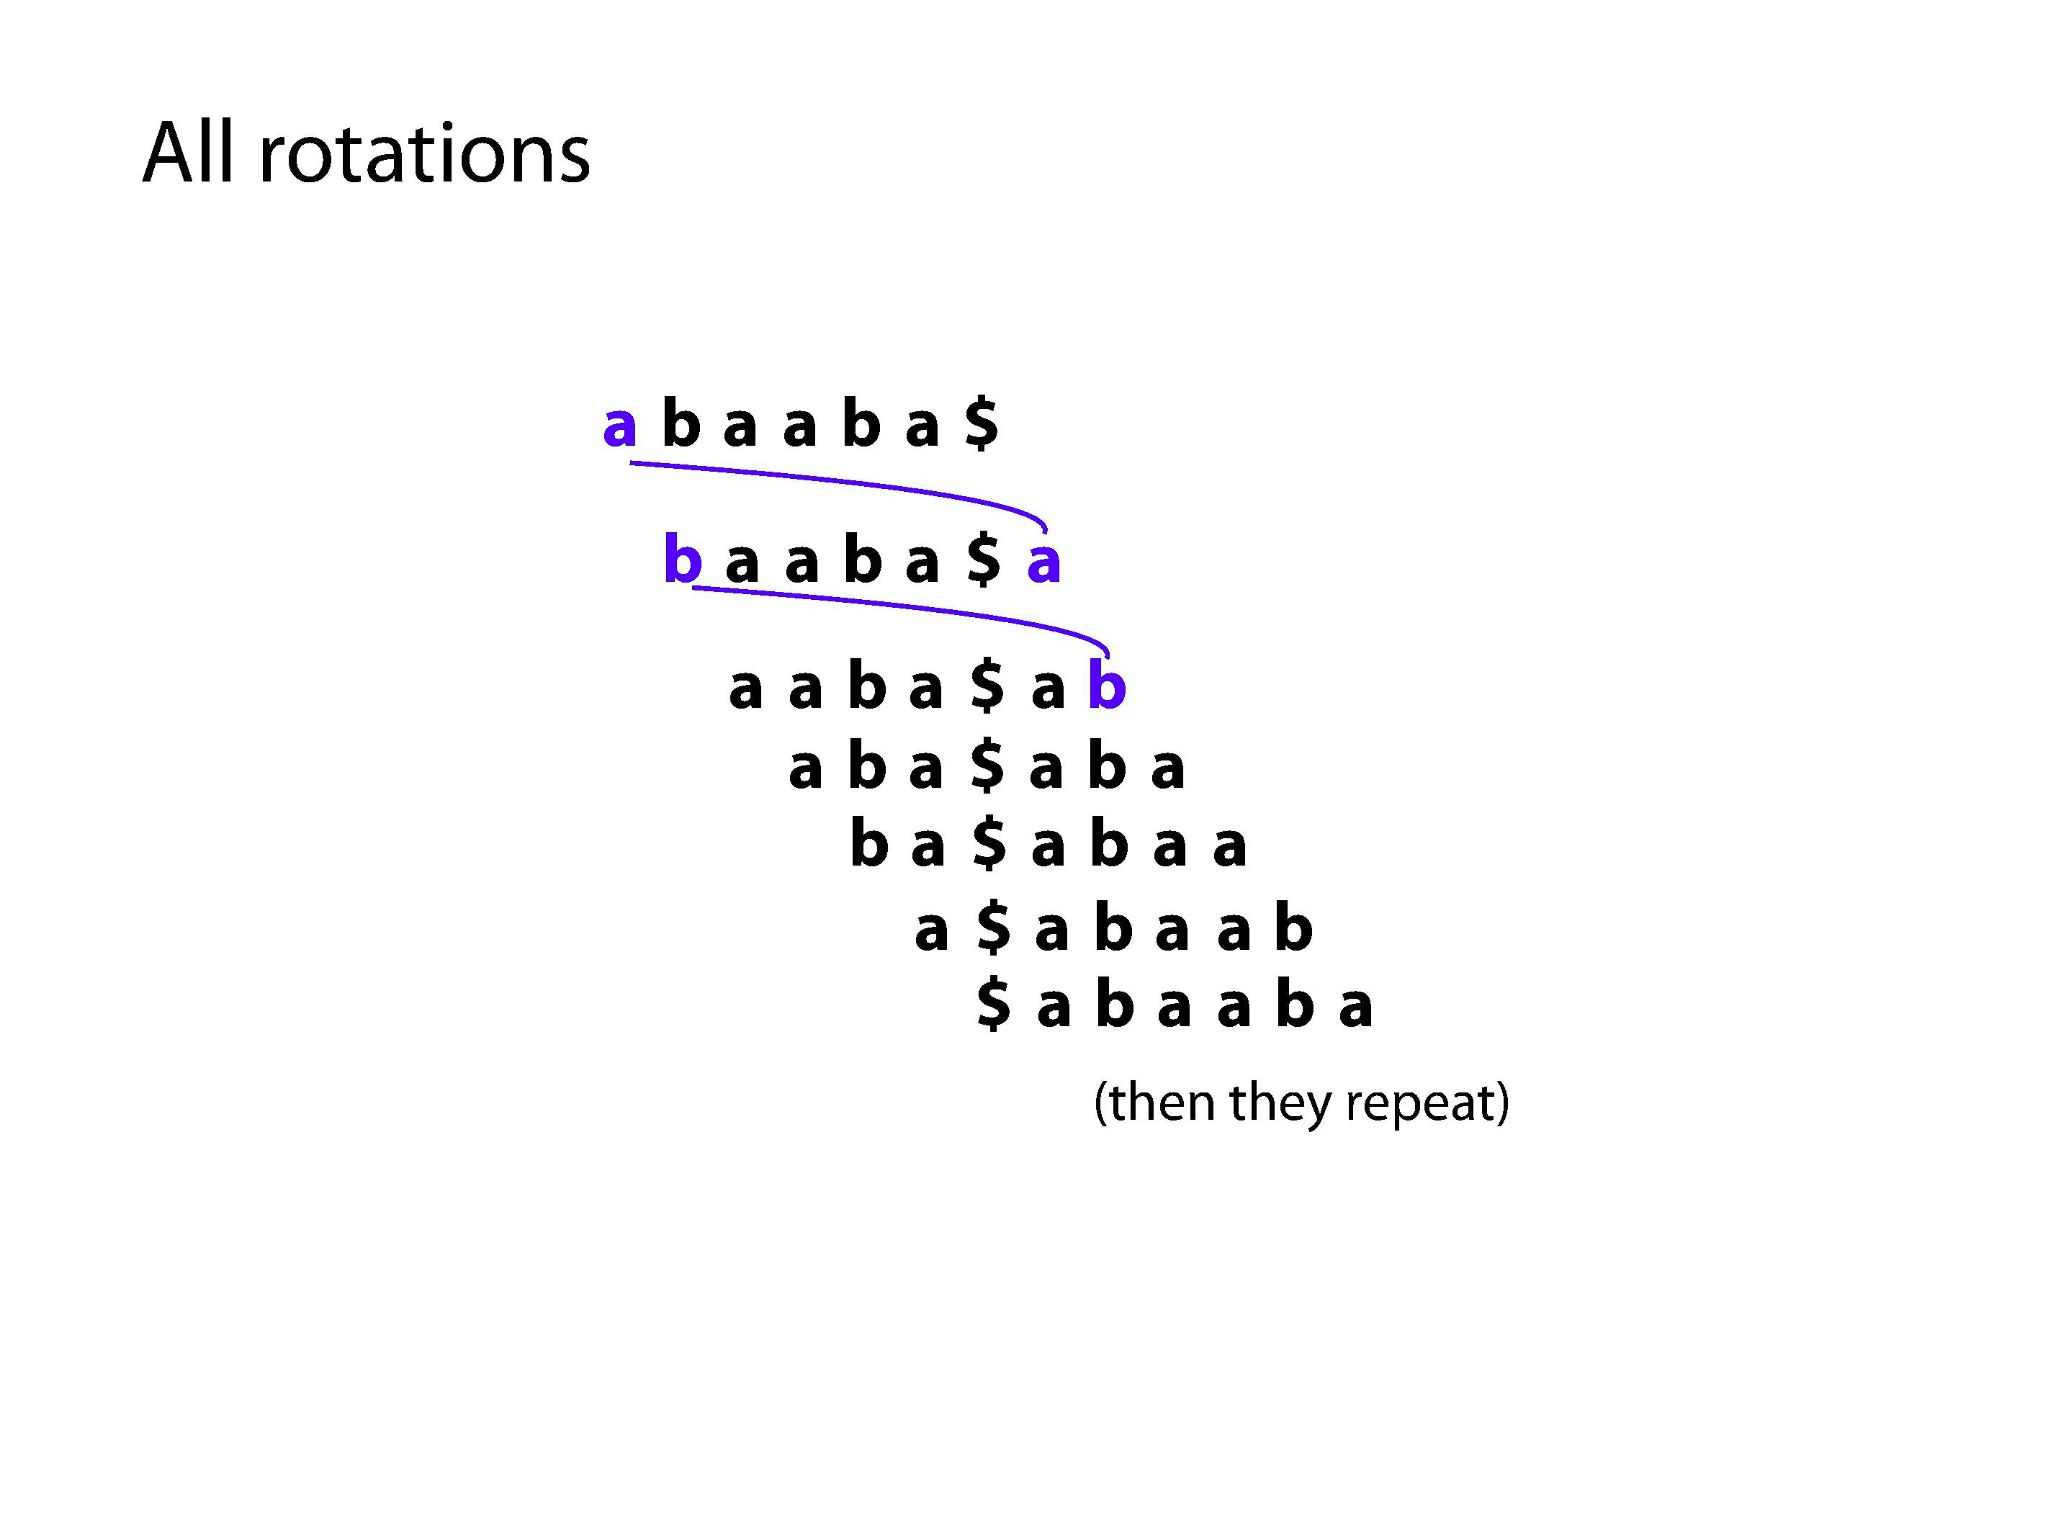 All rotations
a b a a b a $
b a a b a $ a
a a b a $ a b
a b a $ a b a
b a $ a b a a
a $ a b a a b
$ a b a a b a
(then they repeat)